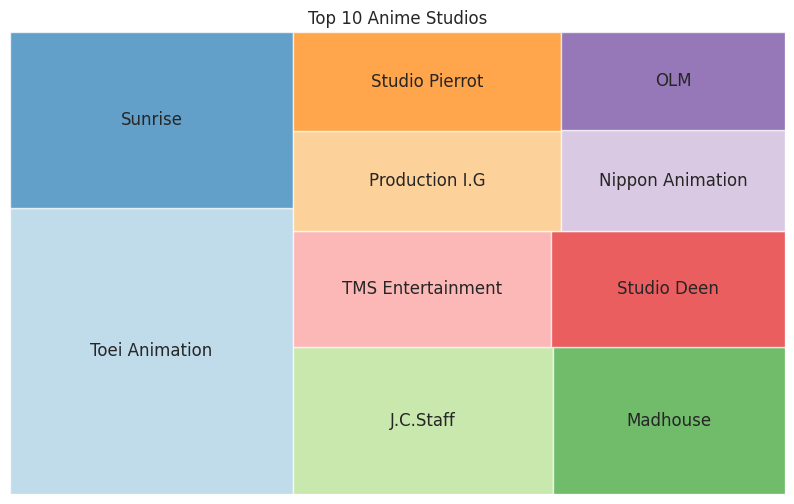 Top 10 Anime Studios
Sunrise
Studio Pierrot
OLM
Production I.G
Nippon Animation
TMS Entertainment
Studio Deen
Toei Animation
J.C.Staff
Madhouse